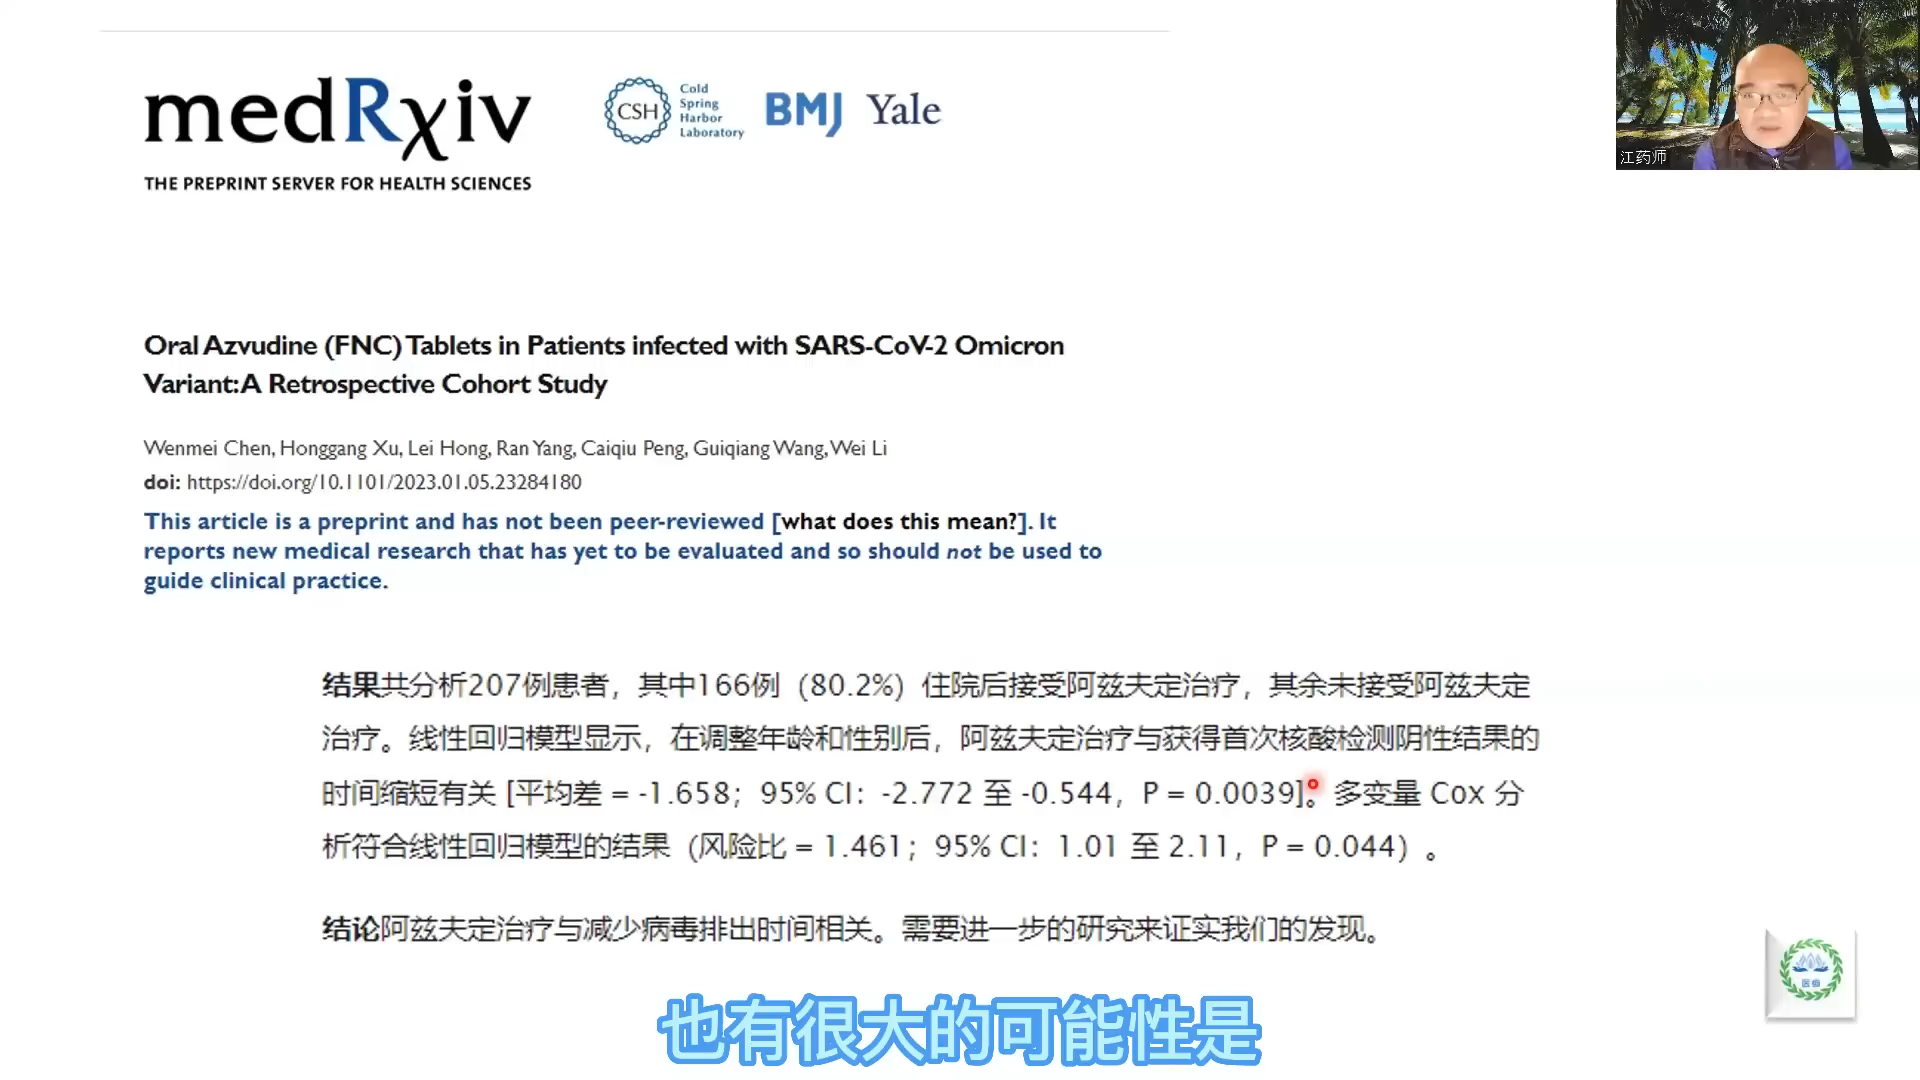 medRχiv
THE PREPRINT SERVER FOR HEALTH SCIENCES
CSH
Cold
Spring
Harbor
Laboratory
BMJ
Yale
江药师
Oral Azvudine (FNC) Tablets in Patients infected with SARS-CoV-2 Omicron
Variant: A Retrospective Cohort Study
Wenmei Chen, Honggang Xu, Lei Hong, Ran Yang, Caiqiu Peng, Guiqiang Wang, Wei Li
doi: https://doi.org/10.1101/2023.01.05.23284180
This article is a preprint and has not been peer-reviewed [what does this mean?]. It
reports new medical research that has yet to be evaluated and so should not be used to
guide clinical practice.
结果共分析207例患者，其中166例（80.2%）住院后接受阿兹夫定治疗，其余未接受阿兹夫定
治疗。线性回归模型显示，在调整年龄和性别后，阿兹夫定治疗与获得首次核酸检测阴性结果的
时间缩短有关 [平均差 = -1.658；95% CI：-2.772 至 -0.544，P = 0.0039]。多变量 Cox 分
析符合线性回归模型的结果（风险比 = 1.461；95% CI：1.01 至 2.11，P = 0.044）。
结论阿兹夫定治疗与减少病毒排出时间相关。需要进一步的研究来证实我们的发现。
也有很大的可能性是